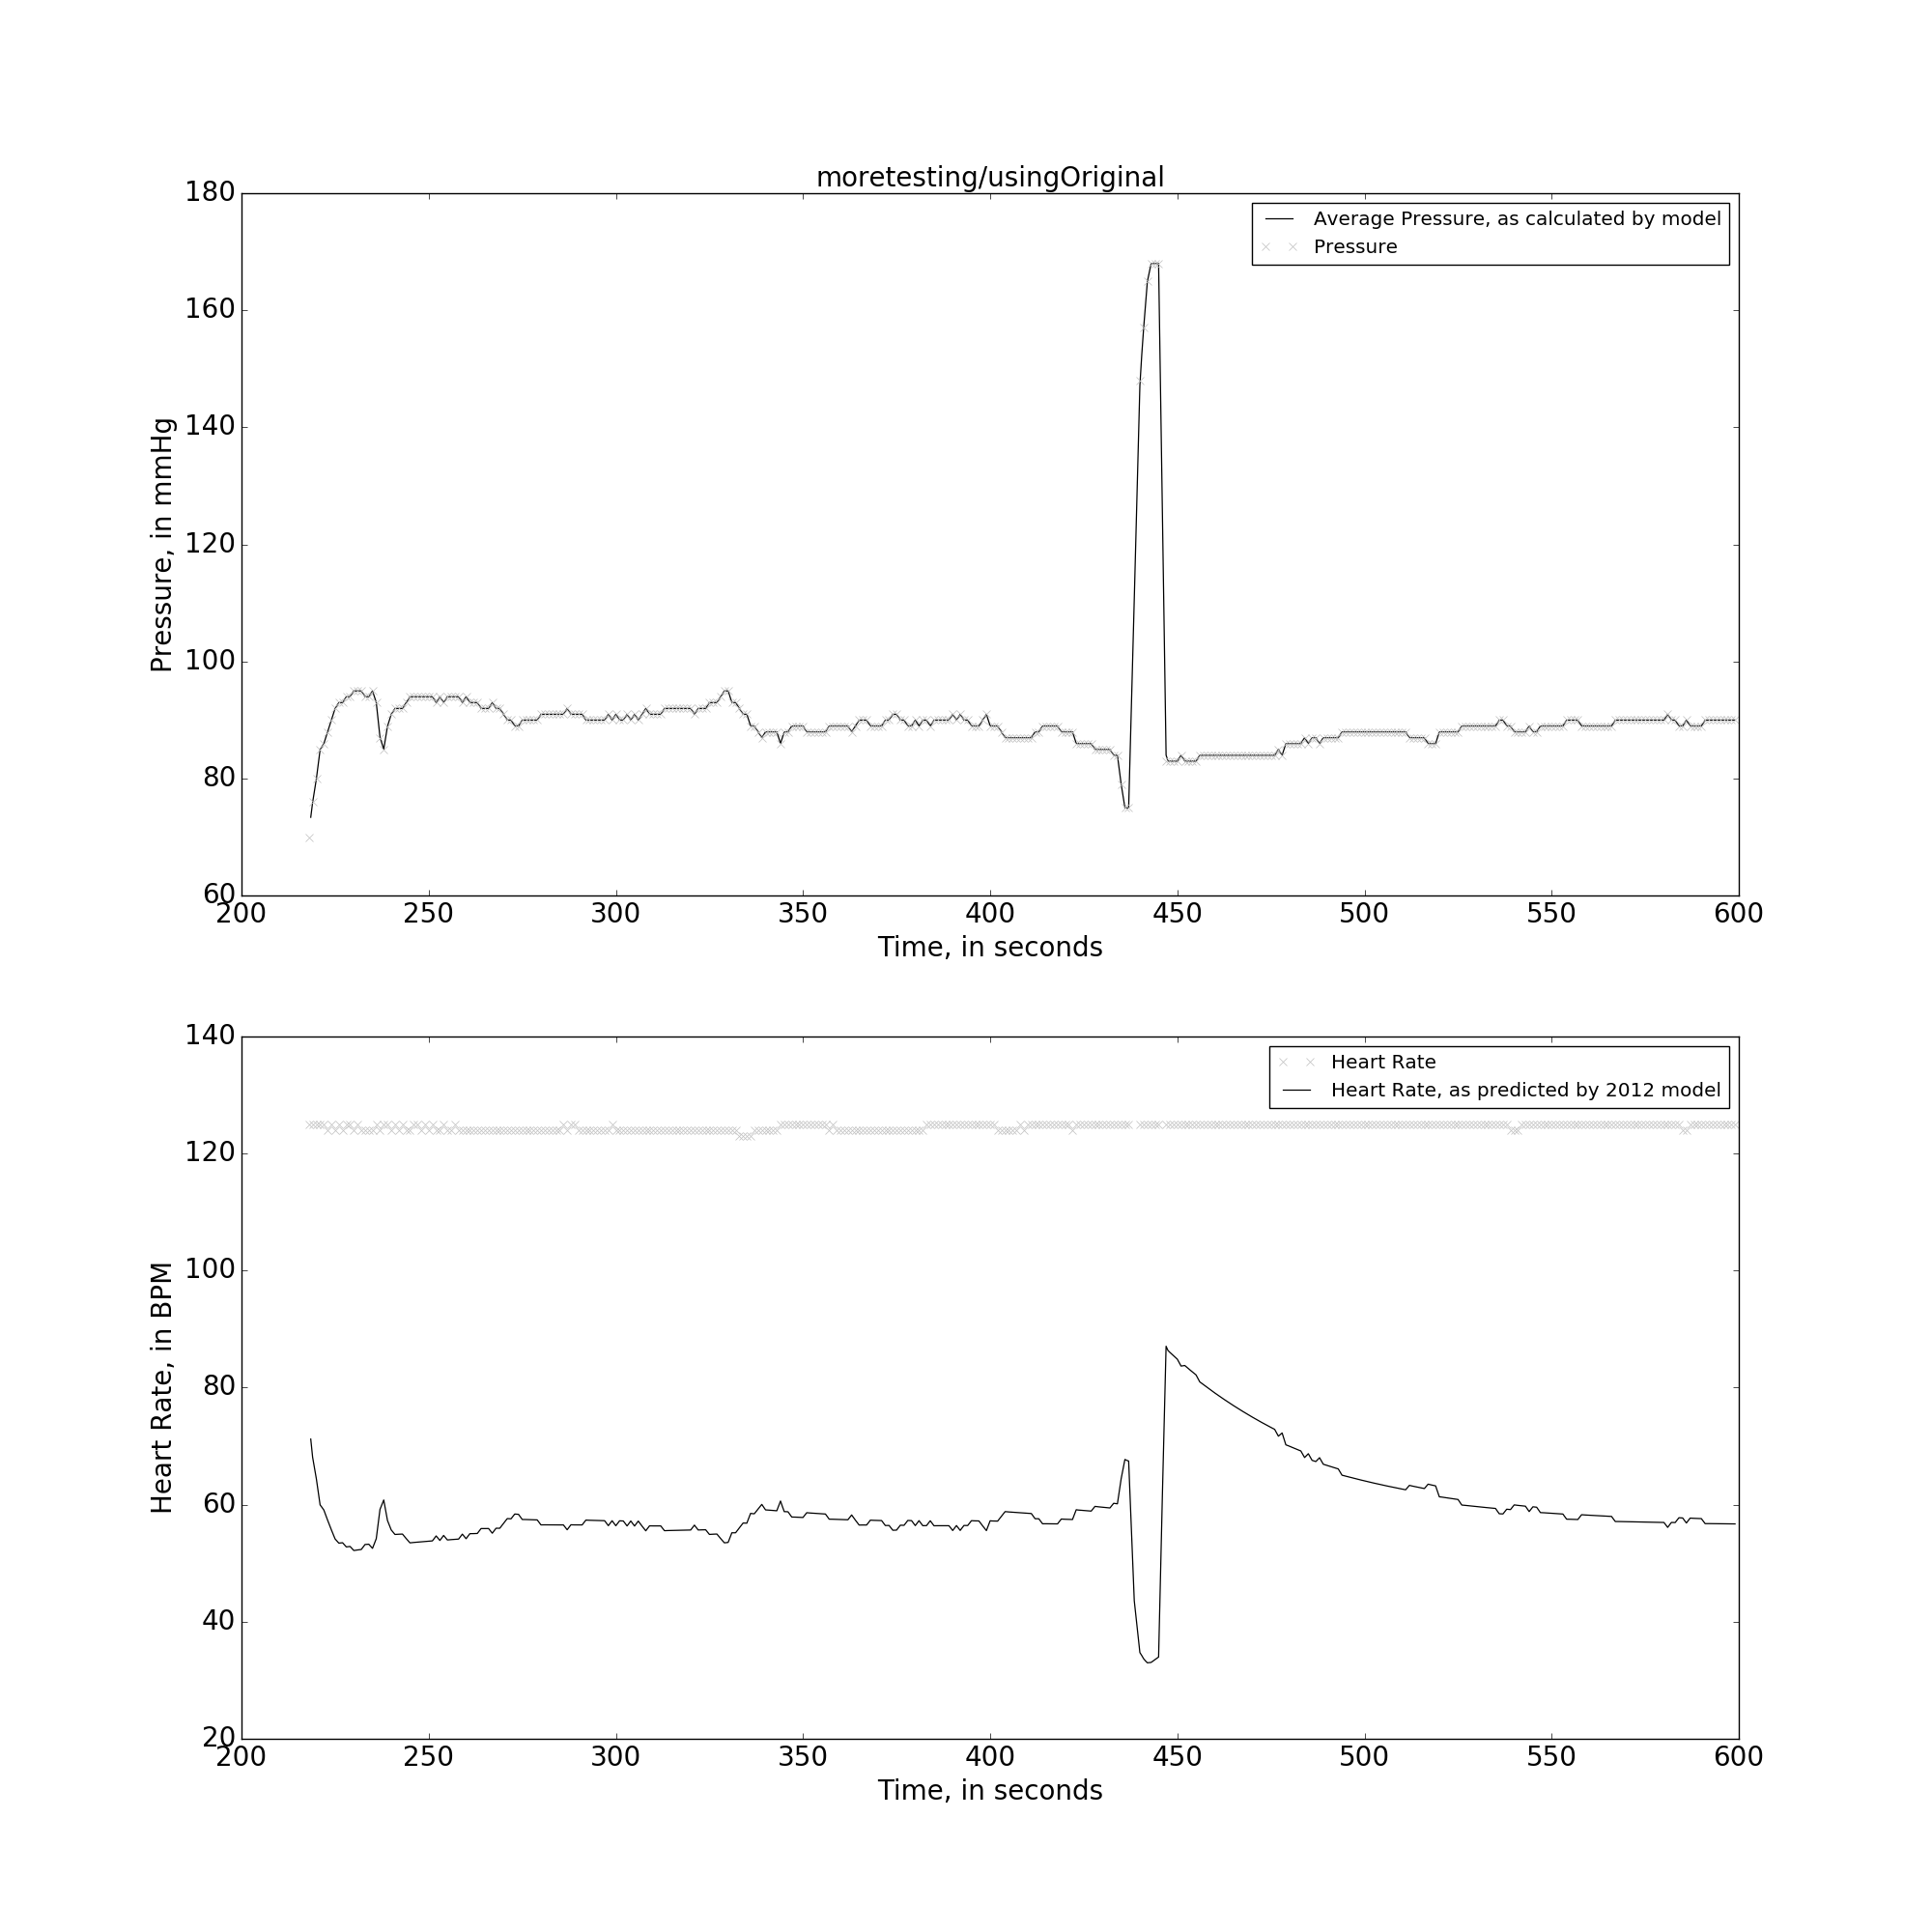 moretesting/usingOriginal
180
160
140
120
100
80
60
Pressure, in mmHg
Average Pressure, as calculated by model
Pressure
200 250 300 350 400 450 500 550 600
Time, in seconds
140
120
100
80
60
40
20
Heart Rate, in BPM
Heart Rate
Heart Rate, as predicted by 2012 model
200 250 300 350 400 450 500 550 600
Time, in seconds